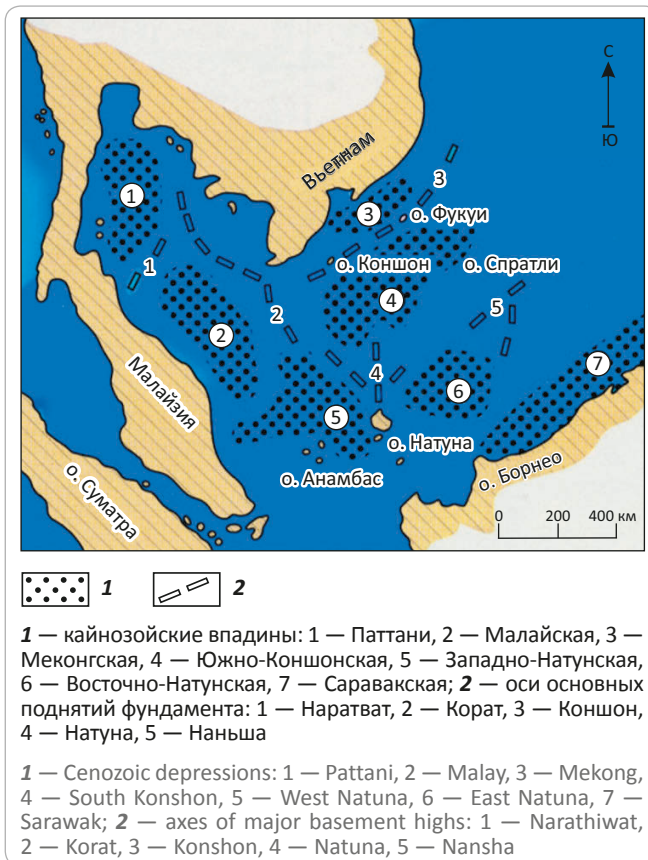 С
Ю
Вьетнам
1
3
3
о. Фукуи
1
о. Коншон
о. Спратли
4
5
2
2
7
Малайзия
4
6
5
о. Натуна
о. Анамбас
о. Борнео
о. Суматра
0 200 400 км
1 2
1 — кайнозойские впадины: 1 — Паттани, 2 — Малайская, 3 —
Меконгская, 4 — Южно-Коншонская, 5 — Западно-Натунская,
6 — Восточно-Натунская, 7 — Саравакская; 2 — оси основных
поднятий фундамента: 1 — Наратват, 2 — Корат, 3 — Коншон,
4 — Натуна, 5 — Наньша
1 — Cenozoic depressions: 1 — Pattani, 2 — Malay, 3 — Mekong,
4 — South Konshon, 5 — West Natuna, 6 — East Natuna, 7 —
Sarawak; 2 — axes of major basement highs: 1 — Narathiwat,
2 — Korat, 3 — Konshon, 4 — Natuna, 5 — Nansha